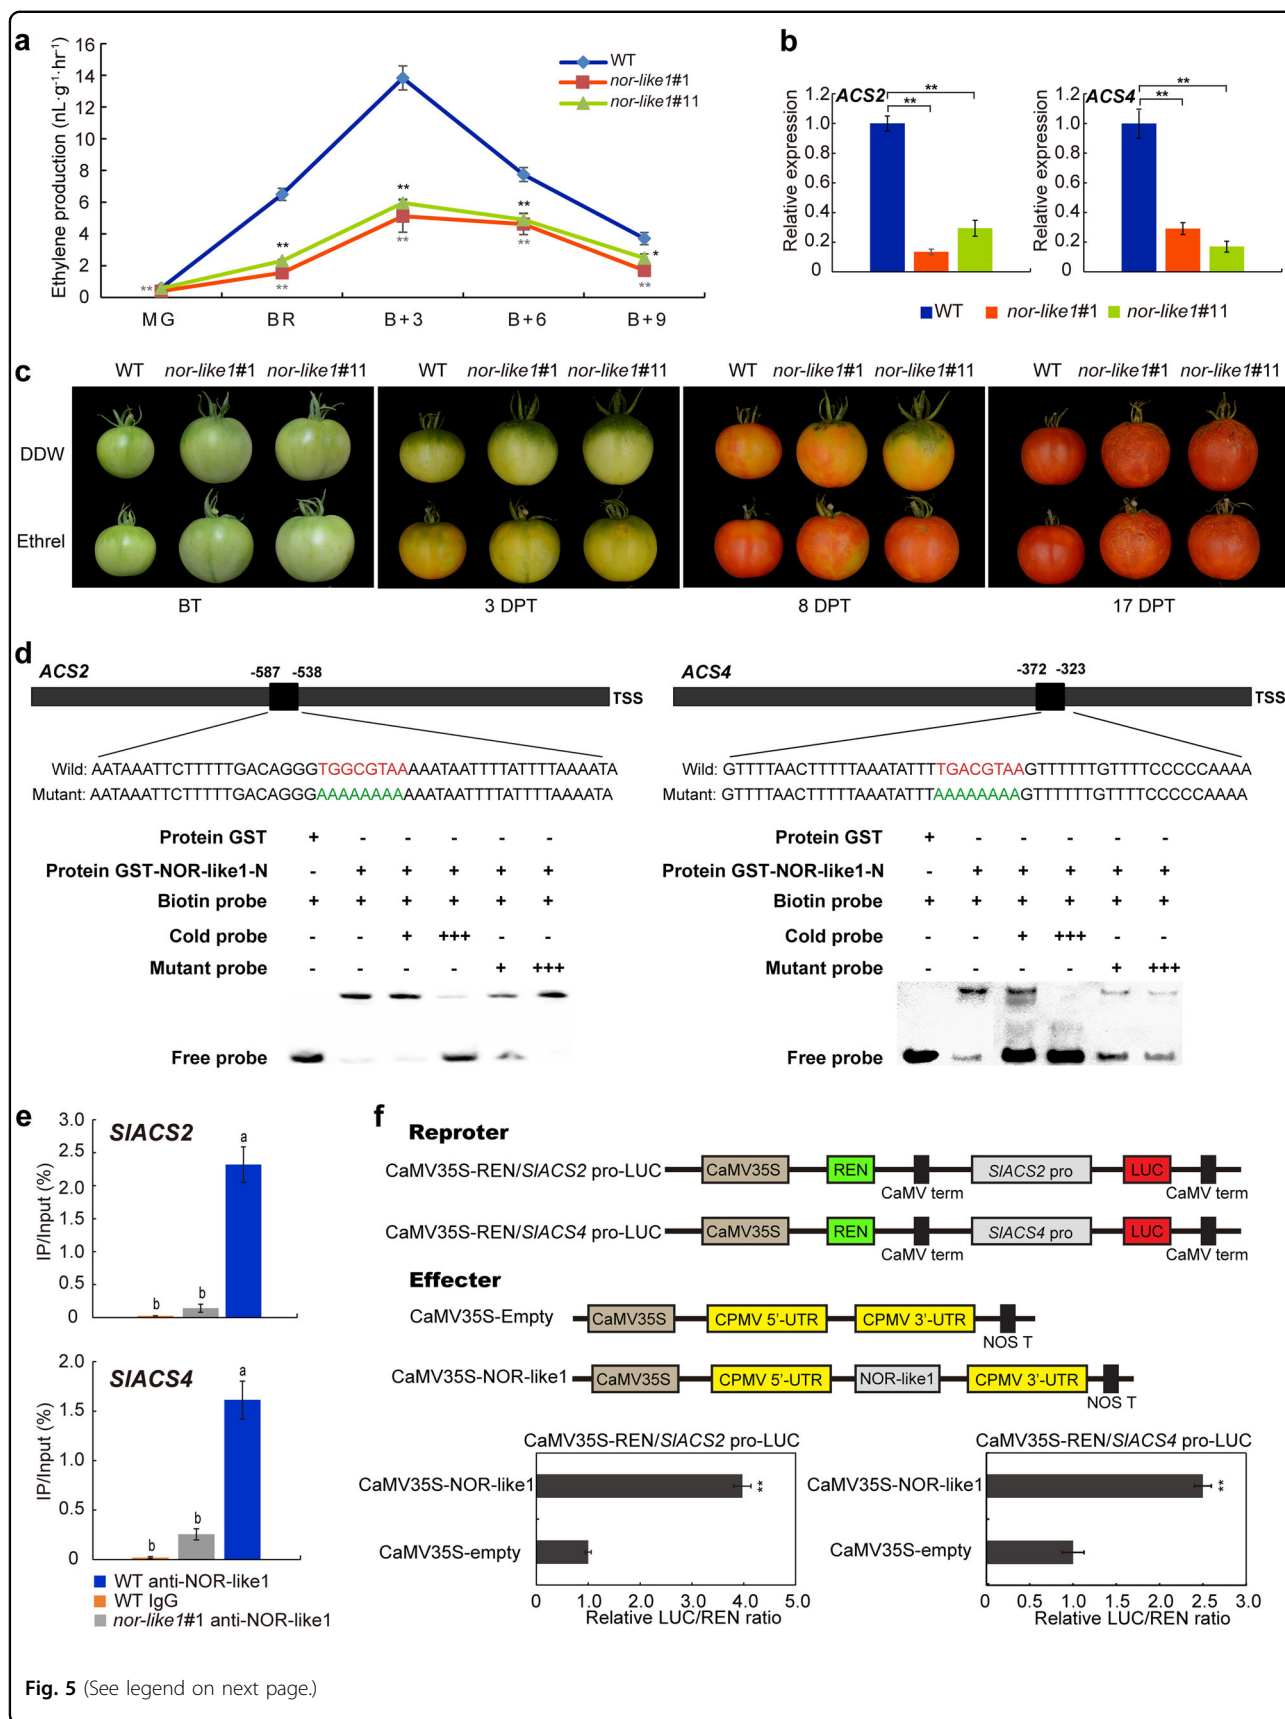 a
Ethylene production (nL·g⁻¹·hr⁻¹)
16
14
12
10
8
6
4
2
0
MG BR B+3 B+6 B+9
WT
nor-like1#1
nor-like1#11
** ** ** ** *
** ** ** **
b
Relative expression
1.2
1.0
0.8
0.6
0.4
0.2
0
ACS2
**
**
Relative expression
1.2
1.0
0.8
0.6
0.4
0.2
0
ACS4
**
**
WT nor-like1#1 nor-like1#11
c
WT nor-like1#1 nor-like1#11 WT nor-like1#1 nor-like1#11 WT nor-like1#1 nor-like1#11 WT nor-like1#1 nor-like1#11
DDW
Ethrel
BT 3 DPT 8 DPT 17 DPT
d
ACS2 -587 -538
TSS
Wild: AATAAATTCTTTTTGACAGGGTGGCGTAAAAATAATTTTATTTTAAAATA
Mutant: AATAAATTCTTTTTGACAGGGAAAAAAAAAAATAATTTTATTTTAAAATA
Protein GST + - - - - -
Protein GST-NOR-like1-N - + + + + +
Biotin probe + + + + + +
Cold probe - - + +++ - -
Mutant probe - - - - + +++
Free probe
ACS4 -372 -323
TSS
Wild: GTTTTAACTTTTTAAATATTTTGACGTAAGTTTTTTGTTTTCCCCCAAAA
Mutant: GTTTTAACTTTTTAAATATTTAAAAAAAAGTTTTTTGTTTTCCCCCAAAA
Protein GST + - - - - -
Protein GST-NOR-like1-N - + + + + +
Biotin probe + + + + + +
Cold probe - - + +++ - -
Mutant probe - - - - + +++
Free probe
e
SlACS2
IP/Input (%)
3.0
2.5
2.0
1.5
1.0
0.5
0
b b a
SlACS4
IP/Input (%)
2.0
1.5
1.0
0.5
0
b b a
WT anti-NOR-like1
WT IgG
nor-like1#1 anti-NOR-like1
f
Reproter
CaMV35S-REN/SlACS2 pro-LUC CaMV35S REN SlACS2 pro LUC
CaMV term CaMV term
CaMV35S-REN/SlACS4 pro-LUC CaMV35S REN SlACS4 pro LUC
CaMV term CaMV term
Effecter
CaMV35S-Empty CaMV35S CPMV 5'-UTR CPMV 3'-UTR
NOS T
CaMV35S-NOR-like1 CaMV35S CPMV 5'-UTR NOR-like1 CPMV 3'-UTR
NOS T
CaMV35S-REN/SlACS2 pro-LUC
CaMV35S-NOR-like1 **
CaMV35S-empty
0 1.0 2.0 3.0 4.0 5.0
Relative LUC/REN ratio
CaMV35S-REN/SlACS4 pro-LUC
CaMV35S-NOR-like1 **
CaMV35S-empty
0 0.5 1.0 1.5 2.0 2.5 3.0
Relative LUC/REN ratio
Fig. 5 (See legend on next page.)